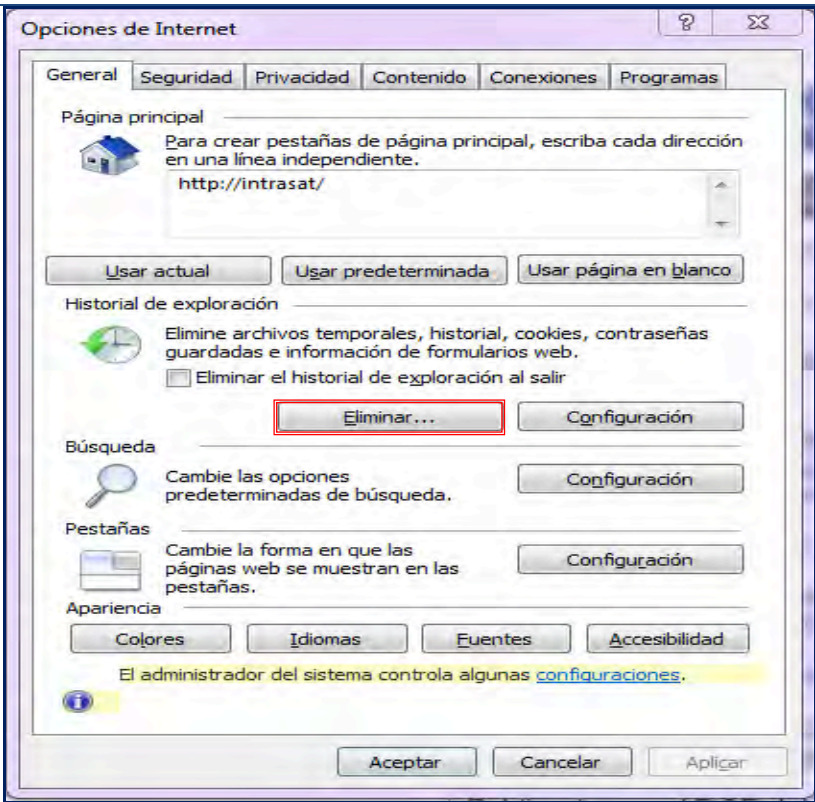 Opciones de Internet
General Seguridad Privacidad Contenido Conexiones Programas
Página principal
Para crear pestañas de página principal, escriba cada dirección
en una línea independiente.
http://intrasat/
Usar actual Usar predeterminada Usar página en blanco
Historial de exploración
Elimine archivos temporales, historial, cookies, contraseñas
guardadas e información de formularios web.
Eliminar el historial de exploración al salir
Eliminar... Configuración
Búsqueda
Cambie las opciones
predeterminadas de búsqueda.
Configuración
Pestañas
Cambie la forma en que las
páginas web se muestran en las
pestañas.
Configuración
Apariencia
Colores Idiomas Fuentes Accesibilidad
El administrador del sistema controla algunas configuraciones.
Aceptar Cancelar Aplicar